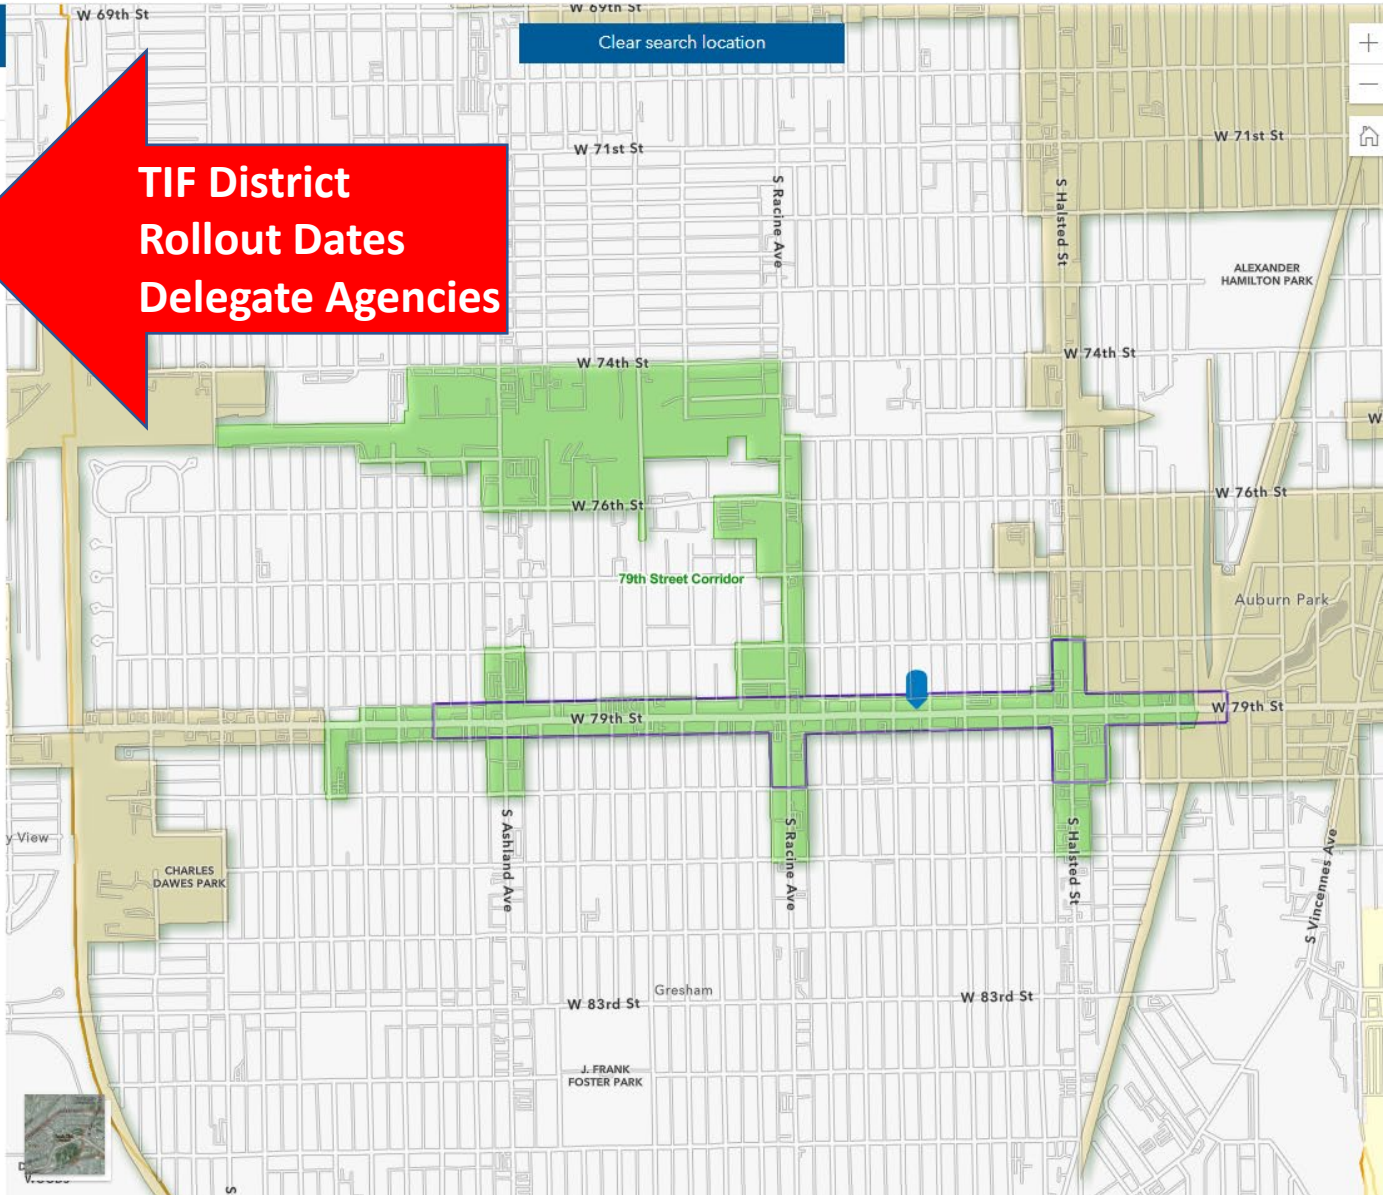 W 69th St
W 69th St
Clear search location
TIF District
Rollout Dates
Delegate Agencies
W 71st St
W 71st St
S Racine Ave
S Halsted St
ALEXANDER
HAMILTON PARK
W 74th St
W 74th St
W
W 76th St
W 76th St
79th Street Corridor
Auburn Park
W 79th St
W 79th St
S Ashland Ave
S Racine Ave
S Halsted St
S Vincennes Ave
y View
CHARLES
DAWES PARK
Gresham
W 83rd St
W 83rd St
J. FRANK
FOSTER PARK
S